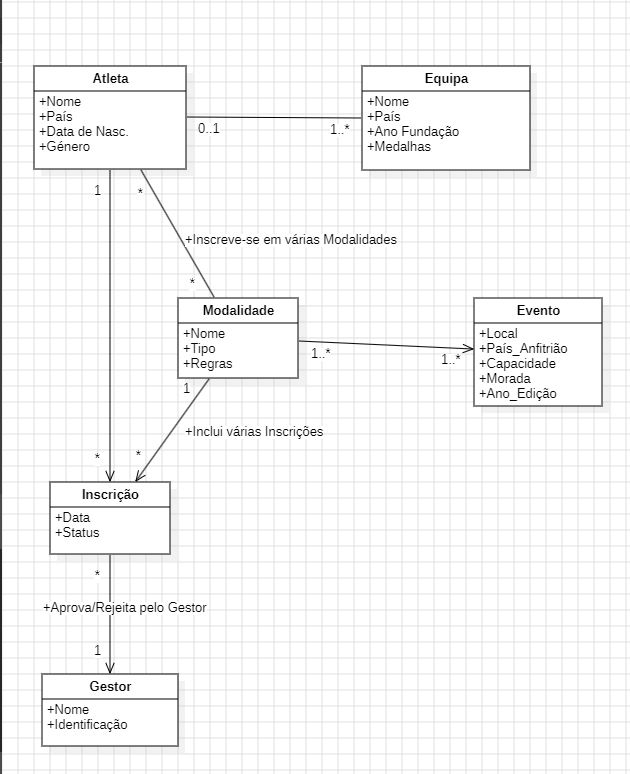 Atleta
+Nome
+País
+Data de Nasc.
+Género
Equipa
+Nome
+País
+Ano Fundação
+Medalhas
0..1
1..*
1
*
+Inscreve-se em várias Modalidades
*
Modalidade
+Nome
+Tipo
+Regras
Evento
+Local
+País_Anfitrião
+Capacidade
+Morada
+Ano_Edição
1..*
1..*
1
+Inclui várias Inscrições
*
*
Inscrição
+Data
+Status
*
+Aprova/Rejeita pelo Gestor
1
Gestor
+Nome
+Identificação